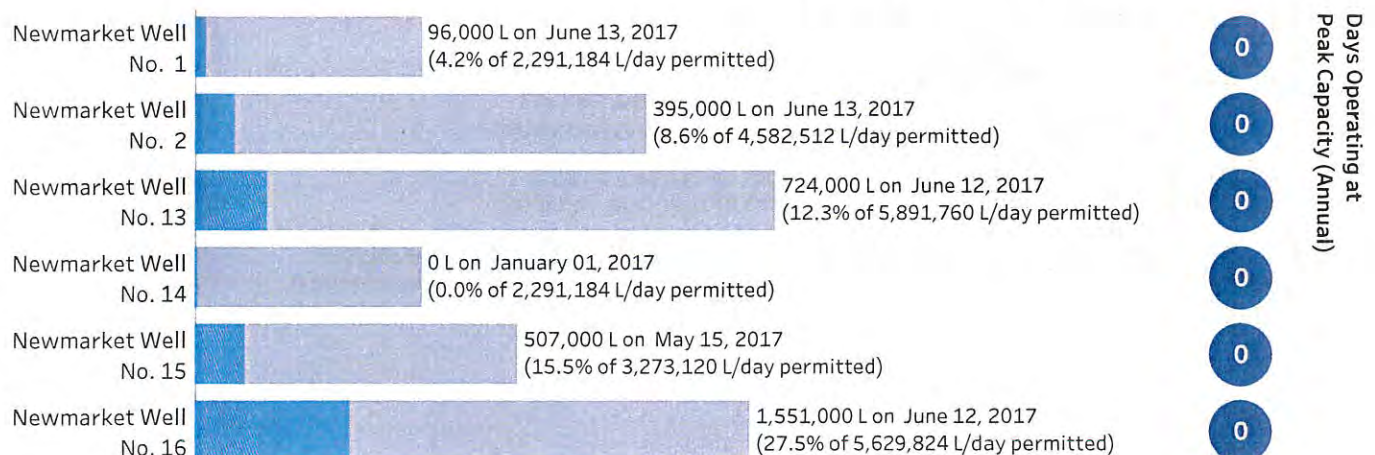 Newmarket Well
No. 1
96,000 L on June 13, 2017
(4.2% of 2,291,184 L/day permitted)
0
Newmarket Well
No. 2
395,000 L on June 13, 2017
(8.6% of 4,582,512 L/day permitted)
0
Newmarket Well
No. 13
724,000 L on June 12, 2017
(12.3% of 5,891,760 L/day permitted)
0
Newmarket Well
No. 14
0 L on January 01, 2017
(0.0% of 2,291,184 L/day permitted)
0
Newmarket Well
No. 15
507,000 L on May 15, 2017
(15.5% of 3,273,120 L/day permitted)
0
Newmarket Well
No. 16
1,551,000 L on June 12, 2017
(27.5% of 5,629,824 L/day permitted)
0
Days Operating at
Peak Capacity (Annual)